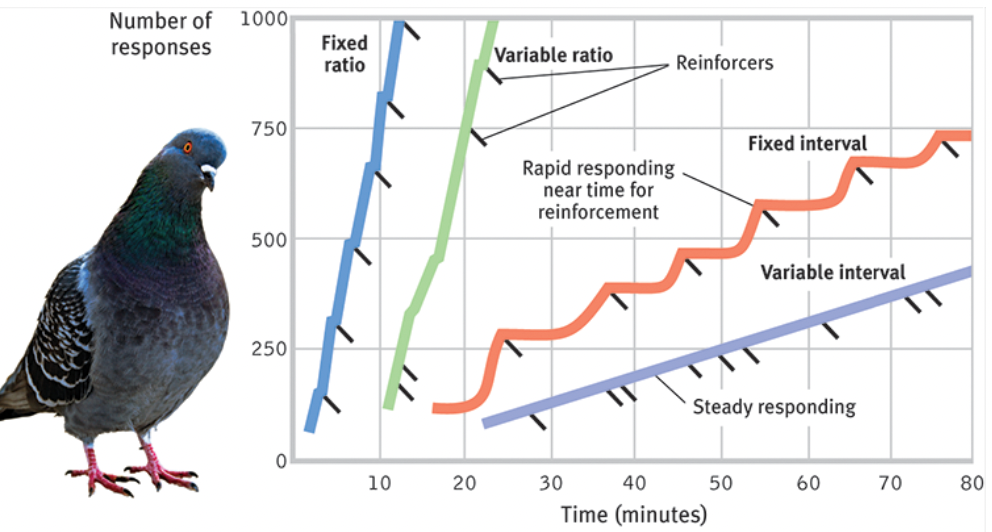 Number of
responses
1000
750
500
250
0
Fixed
ratio
Variable ratio
Reinforcers
Fixed interval
Rapid responding
near time for
reinforcement
Variable interval
Steady responding
10 20 30 40 50 60 70 80
Time (minutes)